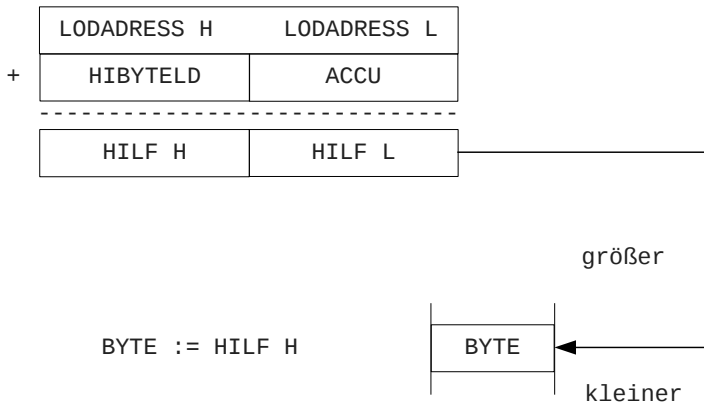 LODADRESS H LODADRESS L
+ HIBYTELD ACCU
------------------------------
HILF H HILF L
größer
BYTE := HILF H BYTE
kleiner